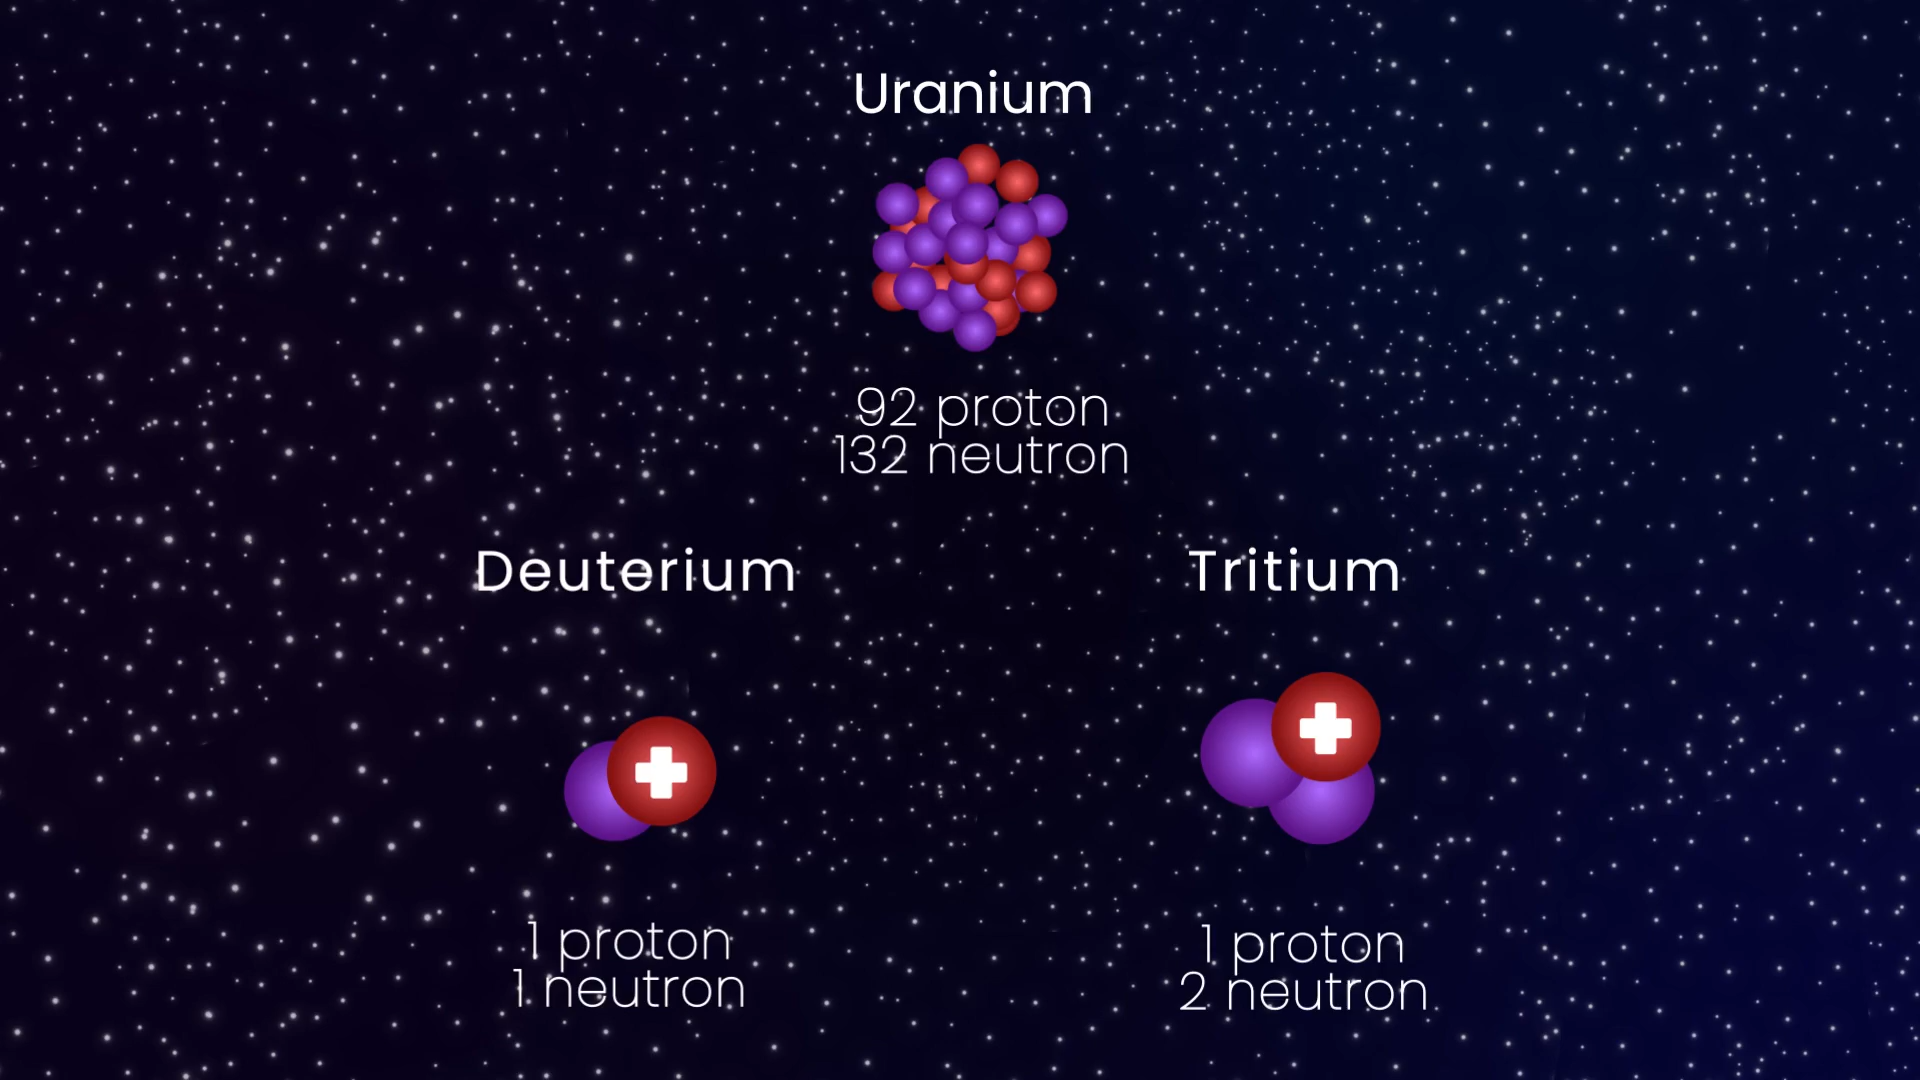 Uranium
92 proton
132 neutron
Deuterium
1 proton
1 neutron
Tritium
1 proton
2 neutron